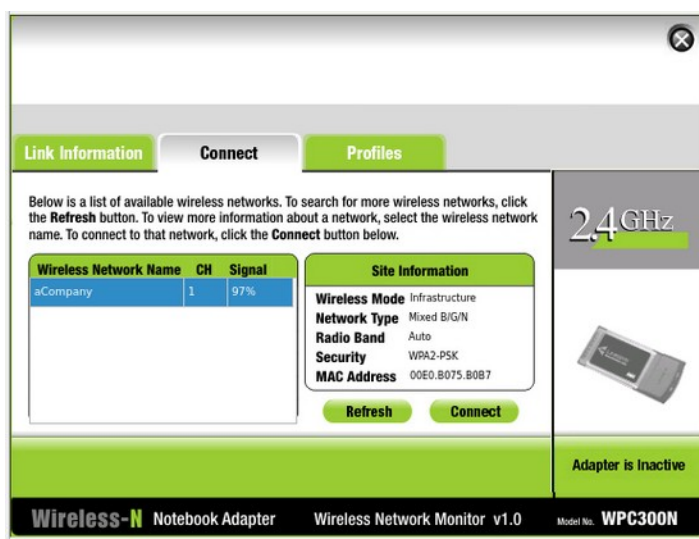 Link Information
Connect
Profiles
Below is a list of available wireless networks. To search for more wireless networks, click
the Refresh button. To view more information about a network, select the wireless network
name. To connect to that network, click the Connect button below.
2.4GHz
Wireless Network Name CH Signal
aCompany 1 97%
Site Information
Wireless Mode Infrastructure
Network Type Mixed B/G/N
Radio Band Auto
Security WPA2-PSK
MAC Address 00E0.B075.B0B7
Refresh
Connect
Adapter is Inactive
Wireless-N Notebook Adapter Wireless Network Monitor v1.0 Model No. WPC300N